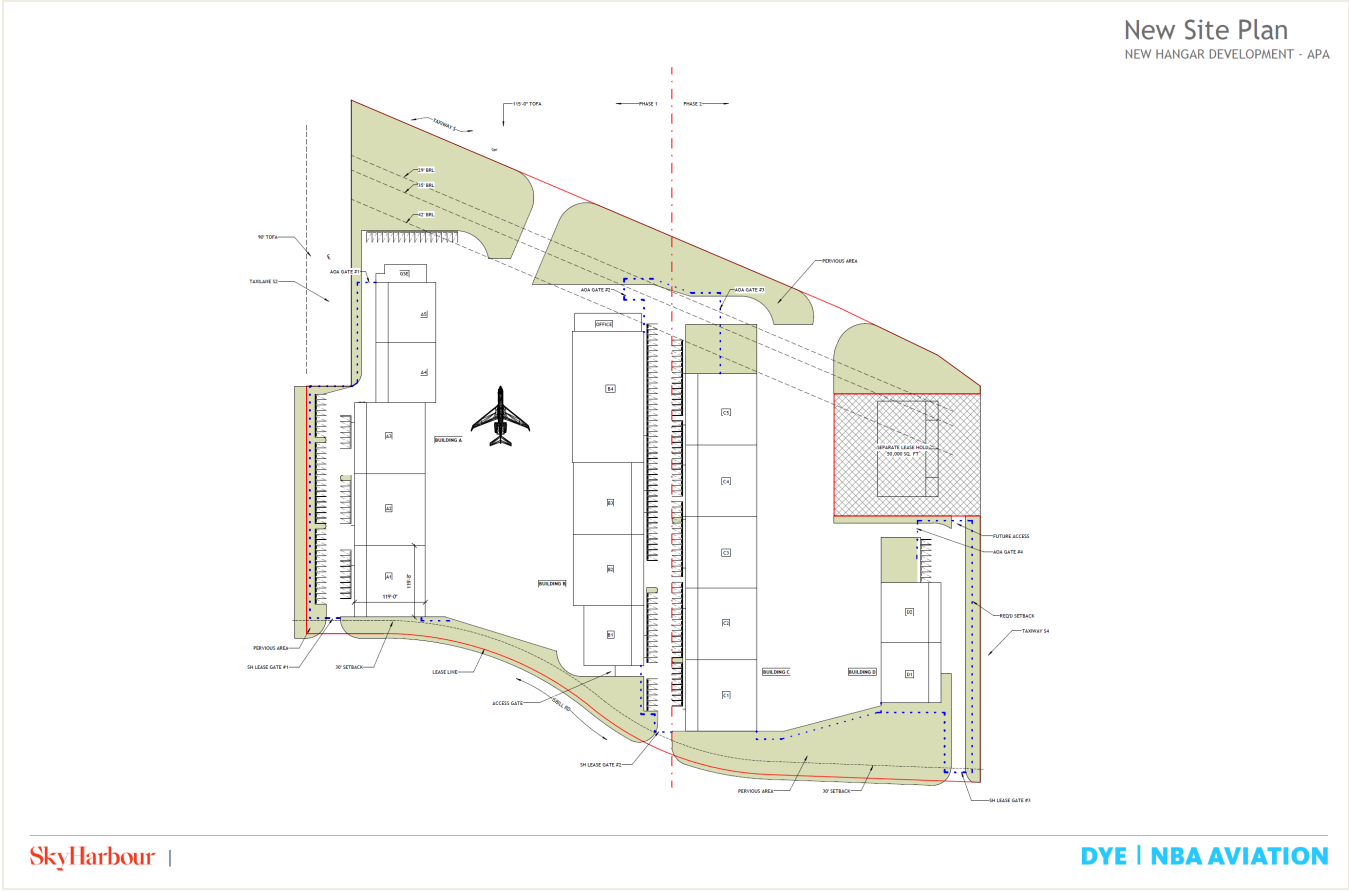 New Site Plan
NEW HANGAR DEVELOPMENT - APA
115'-0" TOFA
PHASE 1
PHASE 2
TAXIWAY S
29' BRL
35' BRL
42' BRL
90' TOFA
AOA GATE #1
GSE
TAXILANE S2
A5
AOA GATE #2
AOA GATE #3
PERVIOUS AREA
OFFICE
A4
B4
A3
BUILDING A
C5
SEPARATE LEASE HOLD
90,000 SQ. FT
C4
A2
B3
FUTURE ACCESS
AOA GATE #4
C3
A1
119'-8"
B2
BUILDING B
119'-0"
D2
REQ'D SETBACK
C2
TAXIWAY S4
B1
PERVIOUS AREA
SH LEASE GATE #1
30' SETBACK
LEASE LINE
BUILDING C
BUILDING D
D1
C1
ACCESS GATE
SH LEASE GATE #2
PERVIOUS AREA
30' SETBACK
SH LEASE GATE #3
SkyHarbour |
DYE | NBA AVIATION